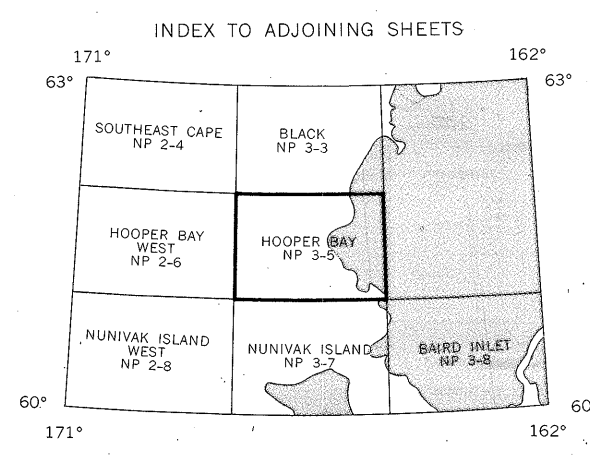 INDEX TO ADJOINING SHEETS
171°
162°
63°
63°
SOUTHEAST CAPE
NP 2-4
BLACK
NP 3-3
HOOPER BAY
WEST
NP 2-6
HOOPER BAY
NP 3-5
NUNIVAK ISLAND
WEST
NP 2-8
NUNIVAK ISLAND
NP 3-7
BAIRD INLET
NP 3-8
60°
60
171°
162°